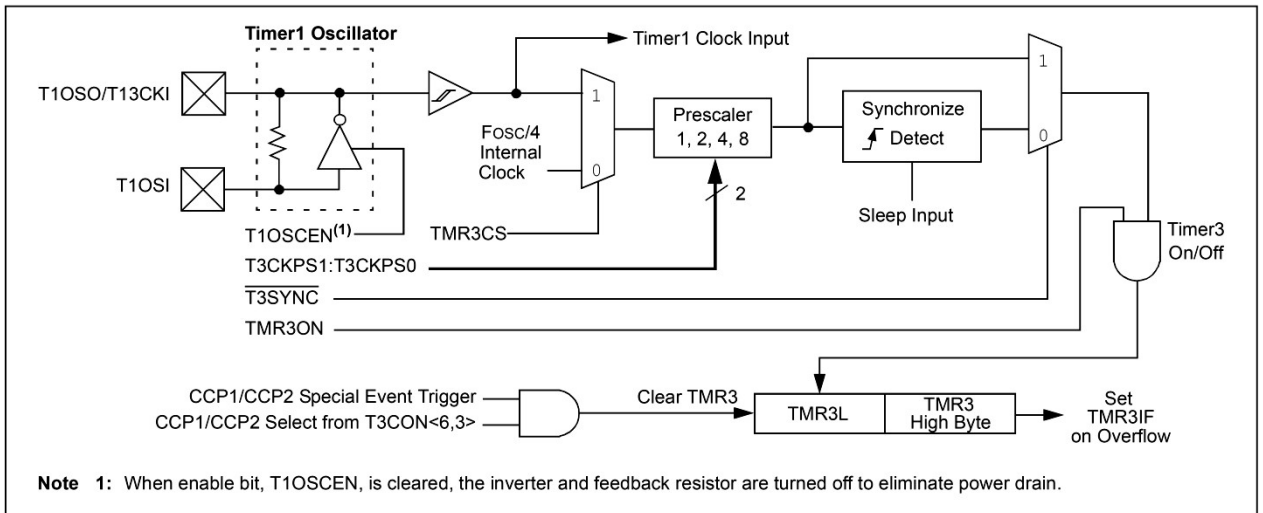 Timer1 Oscillator
Timer1 Clock Input
T1OSO/T13CKI
1
1
Prescaler
1, 2, 4, 8
Synchronize
Detect
FOSC/4
Internal
Clock
0
0
T1OSI
2
Sleep Input
T1OSCEN(1)
TMR3CS
Timer3
On/Off
T3CKPS1:T3CKPS0
T3SYNC
TMR3ON
CCP1/CCP2 Special Event Trigger
CCP1/CCP2 Select from T3CON<6,3>
Clear TMR3
TMR3L
TMR3
High Byte
Set
TMR3IF
on Overflow
Note 1: When enable bit, T1OSCEN, is cleared, the inverter and feedback resistor are turned off to eliminate power drain.